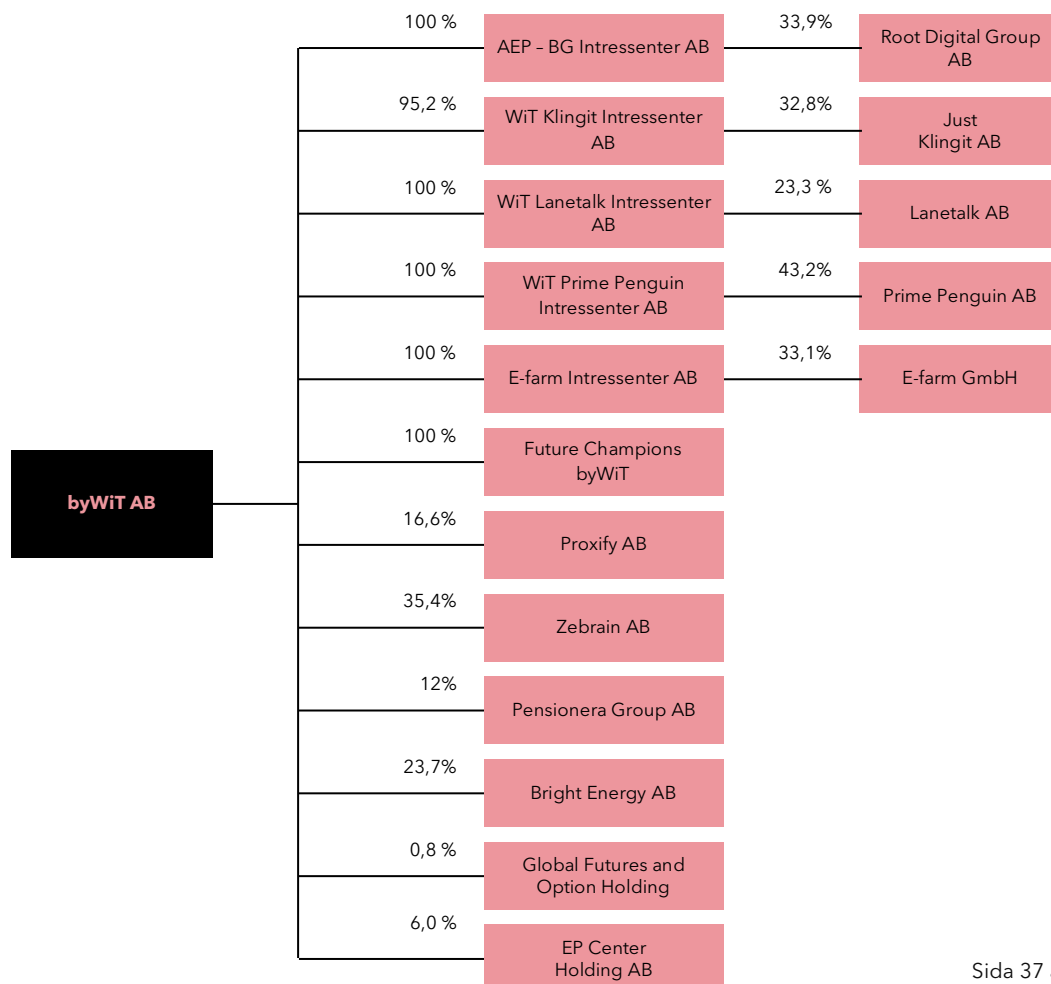 100 %
AEP – BG Intressenter AB
33,9%
Root Digital Group
AB
95,2 %
WiT Klingit Intressenter
AB
32,8%
Just
Klingit AB
100 %
WiT Lanetalk Intressenter
AB
23,3 %
Lanetalk AB
100 %
WiT Prime Penguin
Intressenter AB
43,2%
Prime Penguin AB
100 %
E-farm Intressenter AB
33,1%
E-farm GmbH
100 %
Future Champions
byWiT
byWiT AB
16,6%
Proxify AB
35,4%
Zebrain AB
12%
Pensionera Group AB
23,7%
Bright Energy AB
0,8 %
Global Futures and
Option Holding
6,0 %
EP Center
Holding AB
Sida 37